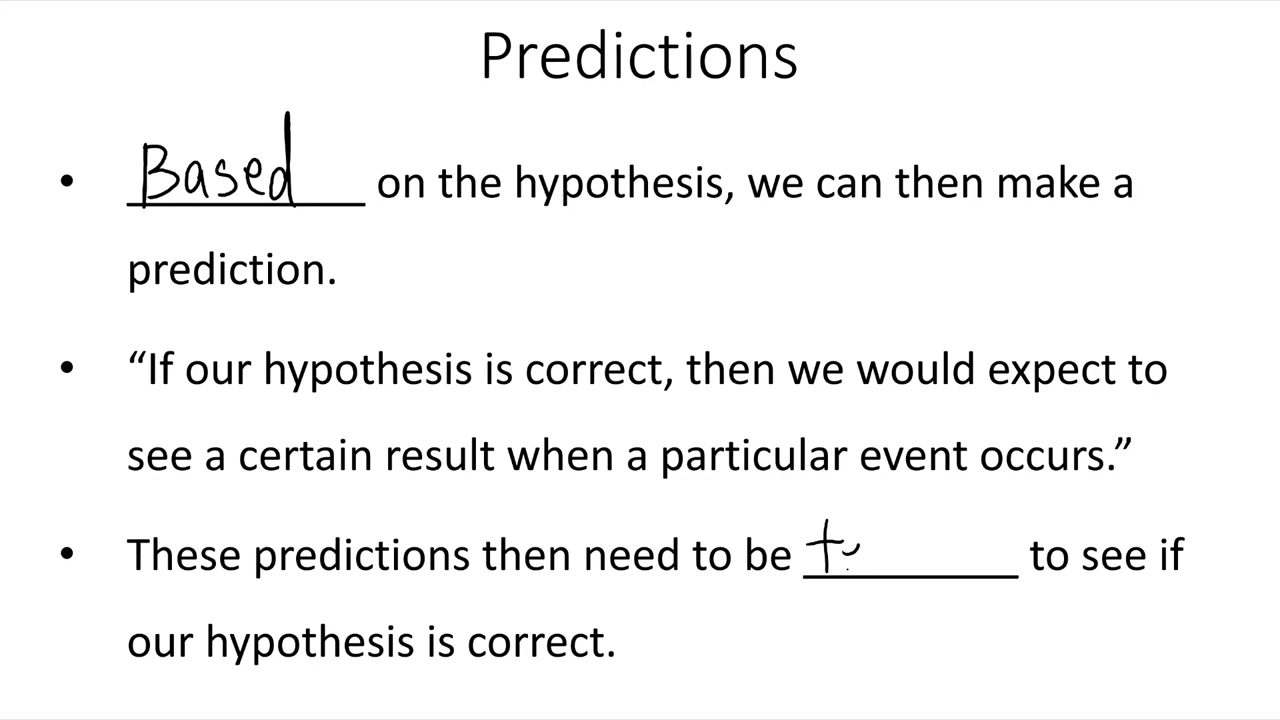 Predictions
• Based on the hypothesis, we can then make a
prediction.
• “If our hypothesis is correct, then we would expect to
see a certain result when a particular event occurs.”
• These predictions then need to be t to see if
our hypothesis is correct.